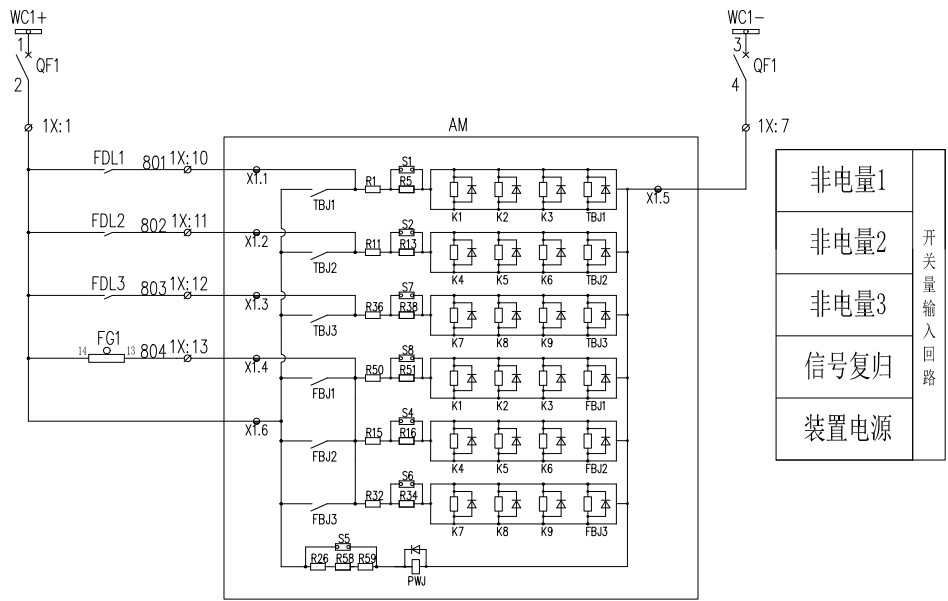 WC1+
1
QF1
2
1X:1
WC1-
3
QF1
4
1X:7
AM
FDL1 801 1X:10
X1.1
TBJ1
R1
S1
R5
K1 K2 K3 TBJ1
X1.5
FDL2 802 1X:11
X1.2
TBJ2
R11
S2
R13
K4 K5 K6 TBJ2
FDL3 803 1X:12
X1.3
TBJ3
R36
S7
R38
K7 K8 K9 TBJ3
FG1
14 13 804 1X:13
X1.4
FBJ1
R50
S8
R51
K1 K2 K3 FBJ1
X1.6
FBJ2
R15
S4
R16
K4 K5 K6 FBJ2
FBJ3
R32
S6
R34
K7 K8 K9 FBJ3
S5
R26 R58 R59
PWJ
非电量1
非电量2
非电量3
信号复归
装置电源
开关量输入回路